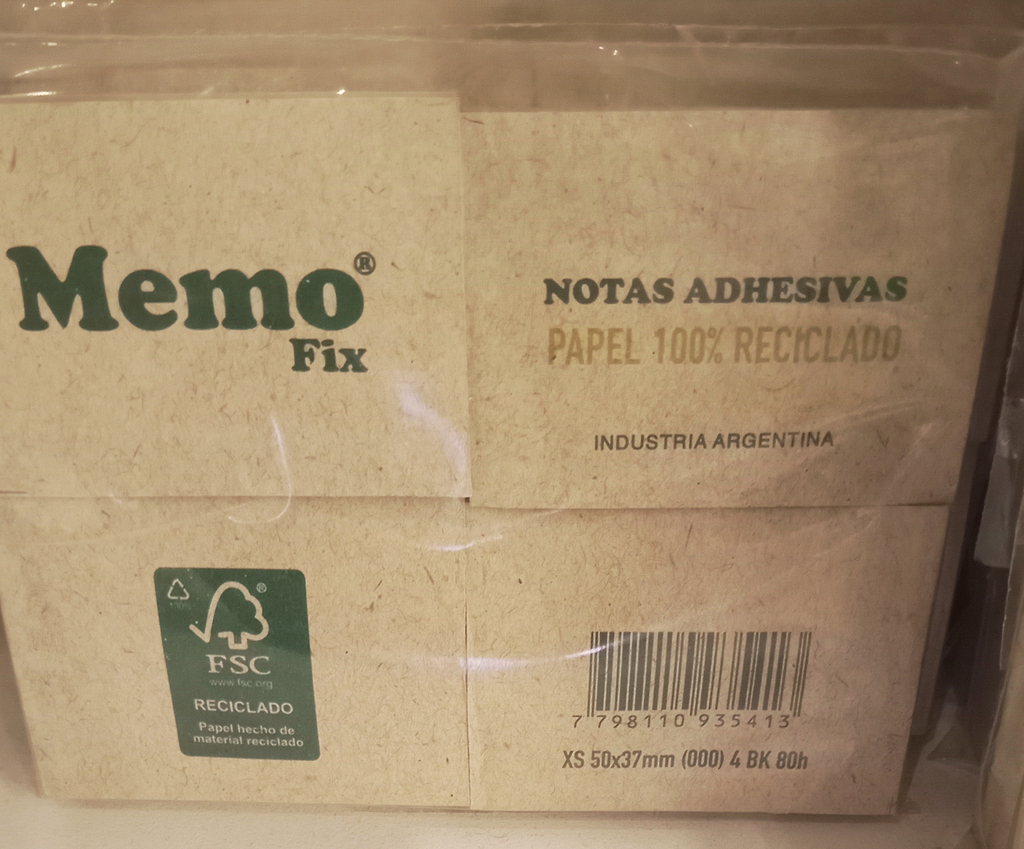 Memo®
Fix
NOTAS ADHESIVAS
PAPEL 100% RECICLADO
INDUSTRIA ARGENTINA
®
FSC
www.fsc.org
RECICLADO
Papel hecho de
material reciclado
7 798110 935413
XS 50x37mm (000) 4 BK 80h